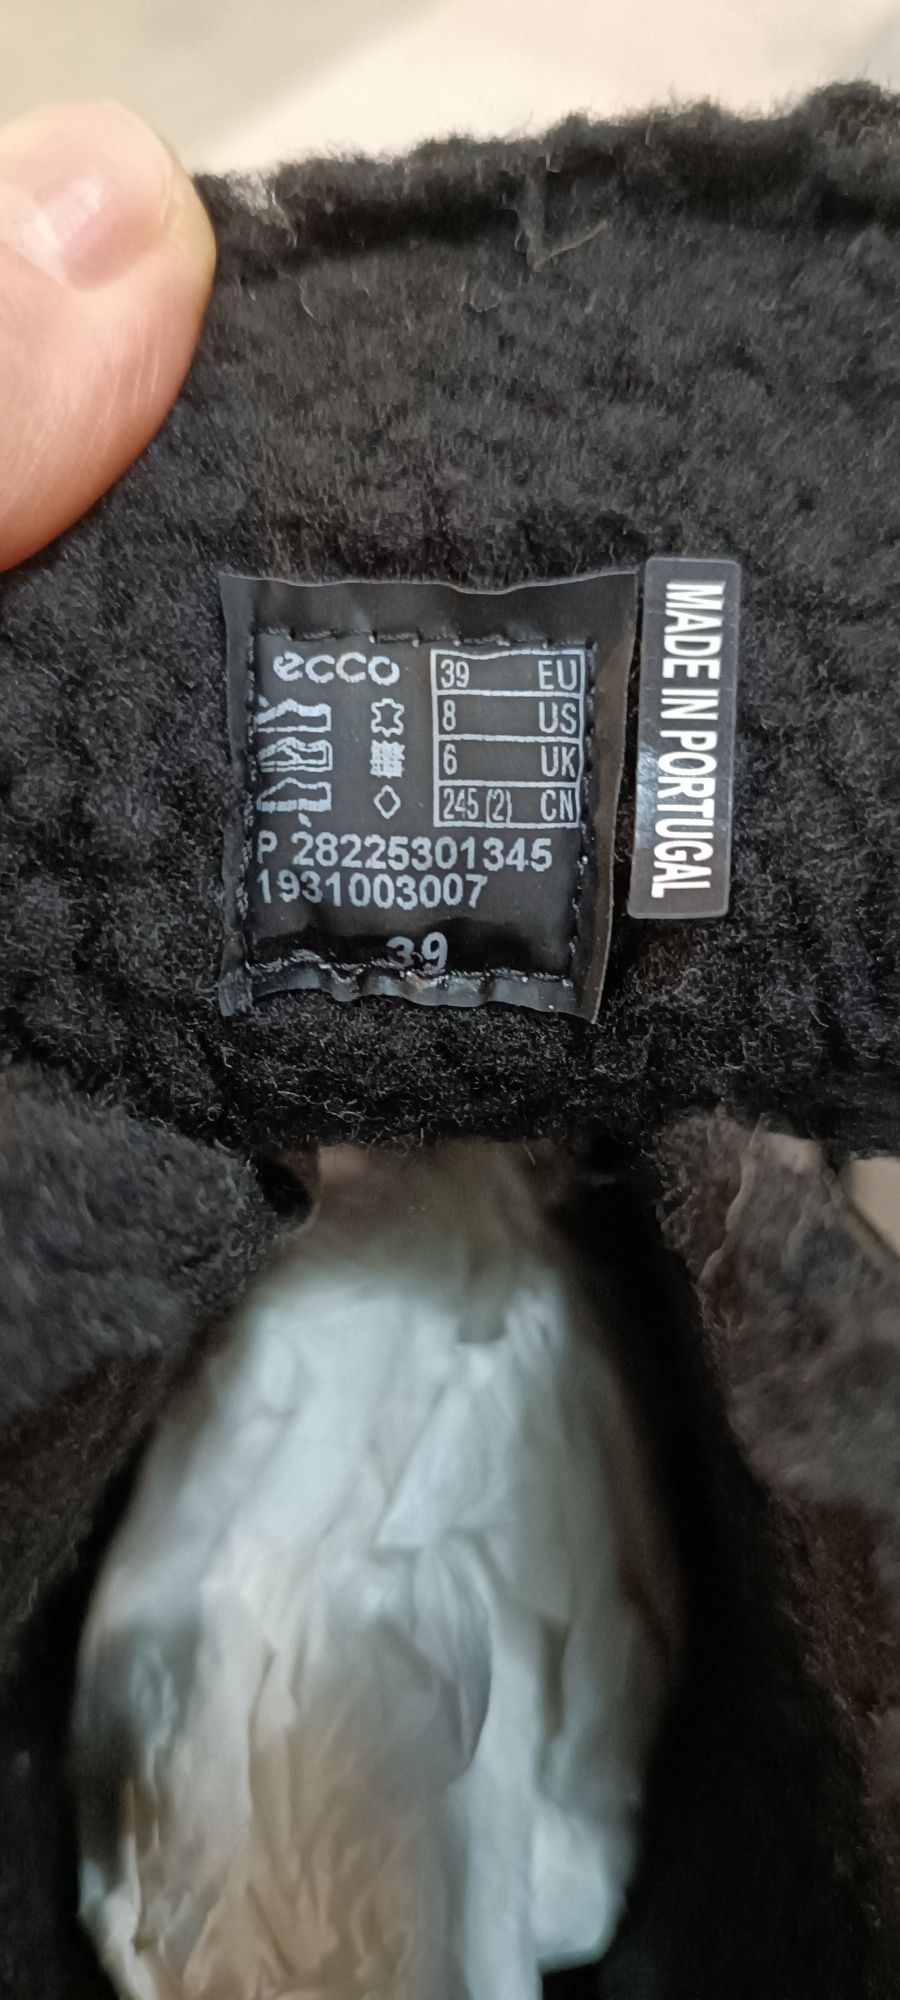 ecco
39 EU
8 US
6 UK
245 (2) CN
P 28225301345
1931003007
39
MADE IN PORTUGAL